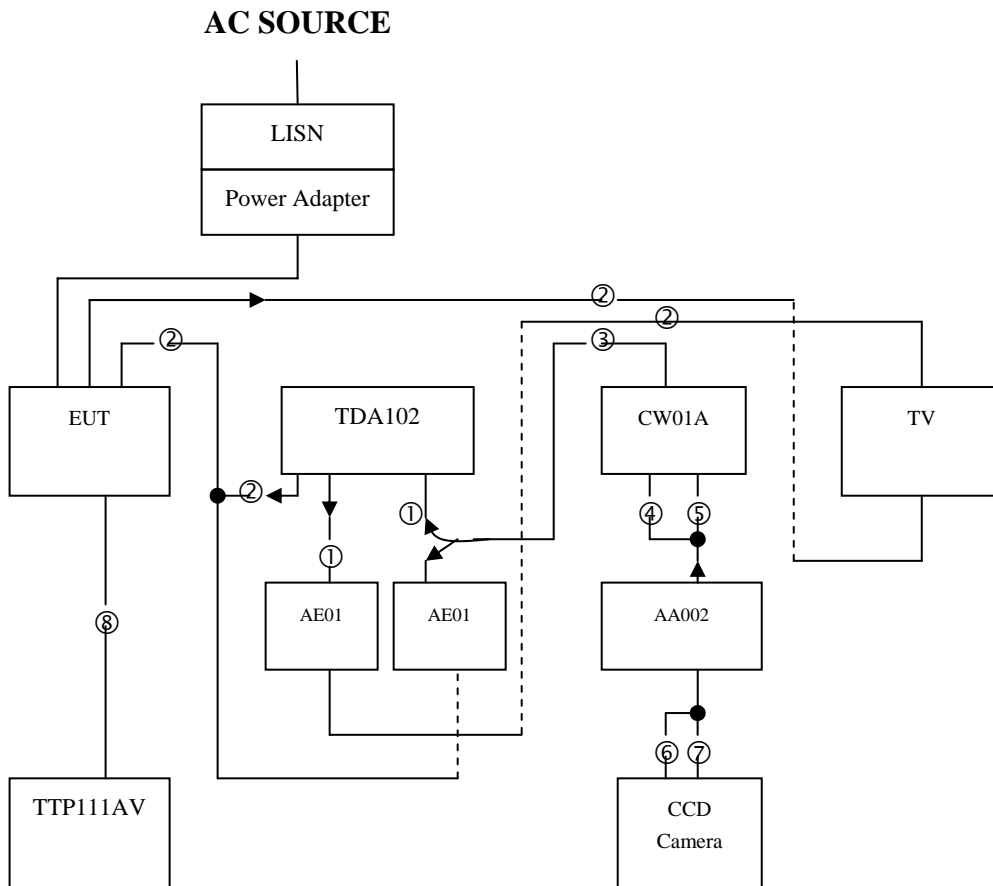 AC SOURCE
LISN
Power Adapter
②
②
②
③
EUT
TDA102
CW01A
TV
②
①
④
⑤
①
AE01
AE01
AA002
⑧
⑥
⑦
TTP111AV
CCD
Camera